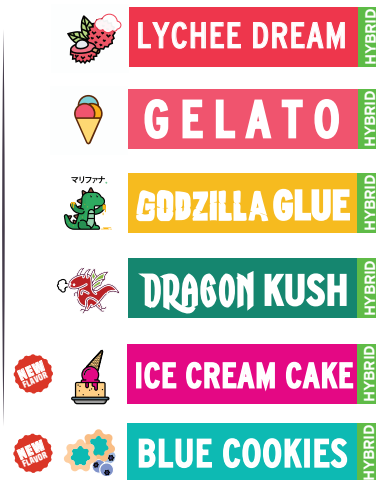 LYCHEE DREAM
HYBRID
GELATO
HYBRID
マリファナ.
GODZILLA GLUE
HYBRID
DRAGON KUSH
HYBRID
NEW FLAVOR
ICE CREAM CAKE
HYBRID
NEW FLAVOR
BLUE COOKIES
HYBRID